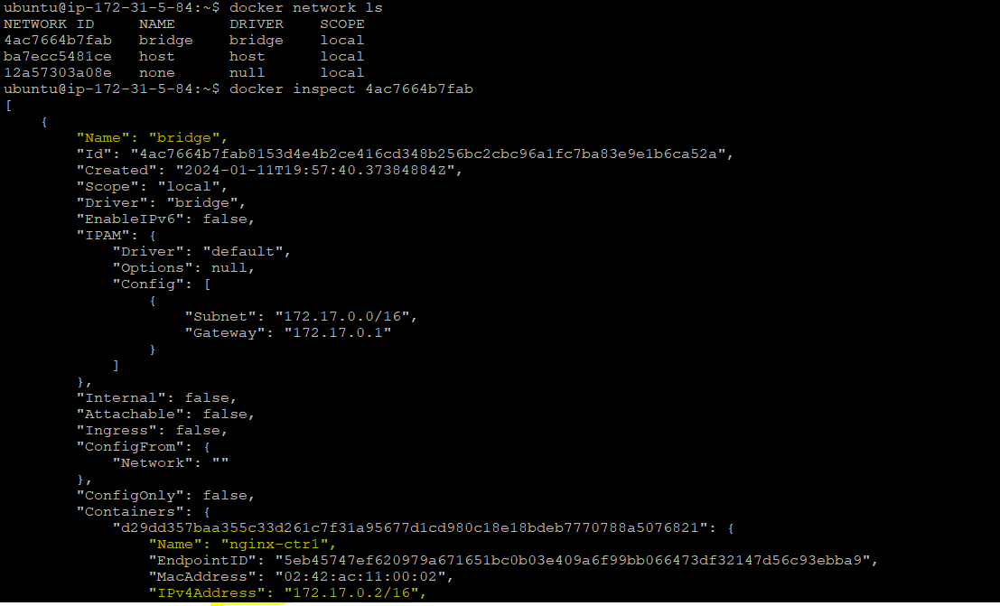 ubuntu@ip-172-31-5-84:~$ docker network ls
NETWORK ID     NAME      DRIVER    SCOPE
4ac7664b7fab   bridge    bridge    local
ba7ecc5481ce   host      host      local
12a57303a08e   none      null      local
ubuntu@ip-172-31-5-84:~$ docker inspect 4ac7664b7fab
[
    {
        "Name": "bridge",
        "Id": "4ac7664b7fab8153d4e4b2ce416cd348b256bc2cbc96a1fc7ba83e9e1b6ca52a",
        "Created": "2024-01-11T19:57:40.37384884Z",
        "Scope": "local",
        "Driver": "bridge",
        "EnableIPv6": false,
        "IPAM": {
            "Driver": "default",
            "Options": null,
            "Config": [
                {
                    "Subnet": "172.17.0.0/16",
                    "Gateway": "172.17.0.1"
                }
            ]
        },
        "Internal": false,
        "Attachable": false,
        "Ingress": false,
        "ConfigFrom": {
            "Network": ""
        },
        "ConfigOnly": false,
        "Containers": {
            "d29dd357baa355c33d261c7f31a95677d1cd980c18e18bdeb7770788a5076821": {
                "Name": "nginx-ctr1",
                "EndpointID": "5eb45747ef620979a671651bc0b03e409a6f99bb066473df32147d56c93ebba9",
                "MacAddress": "02:42:ac:11:00:02",
                "IPv4Address": "172.17.0.2/16",